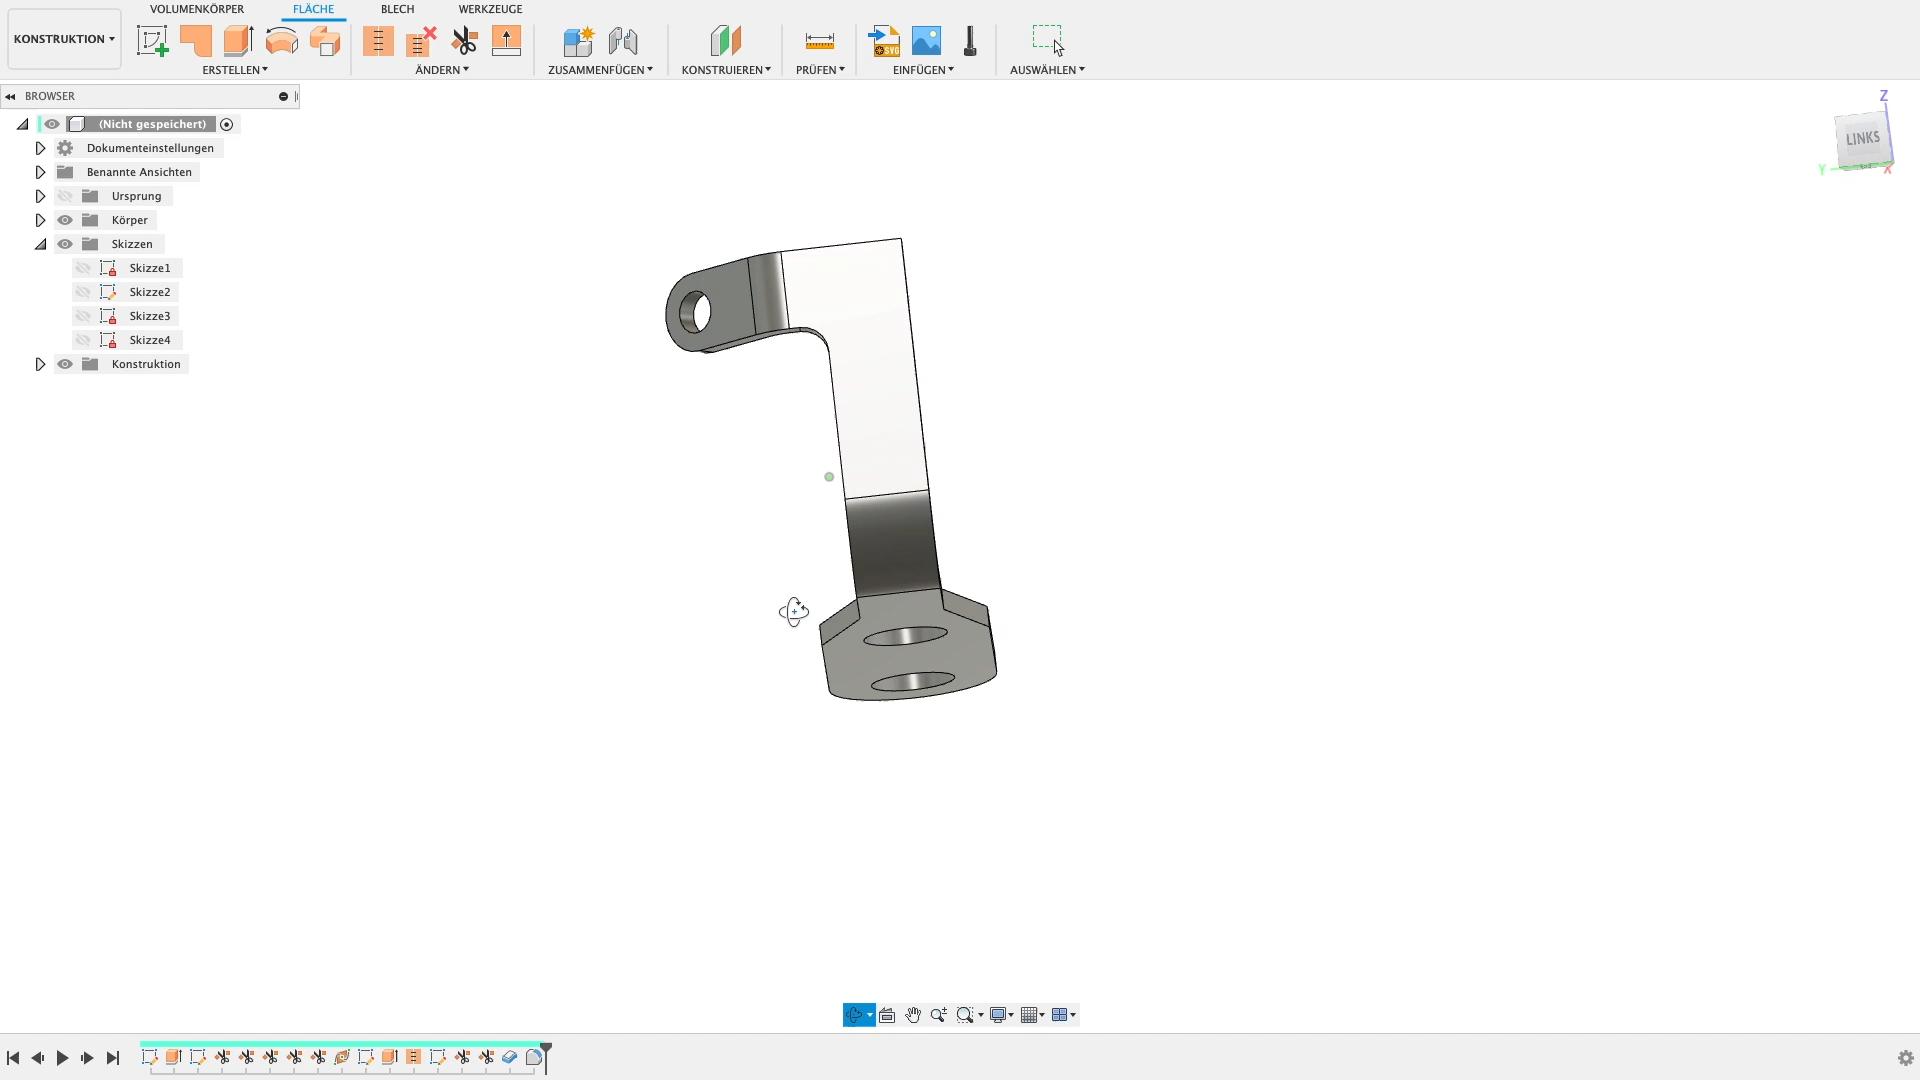 VOLUMENKÖRPER FLÄCHE BLECH WERKZEUGE
KONSTRUKTION
SVG
ERSTELLEN ÄNDERN ZUSAMMENFÜGEN KONSTRUIEREN PRÜFEN EINFÜGEN AUSWÄHLEN
BROWSER
(Nicht gespeichert)
Dokumenteinstellungen
Benannte Ansichten
Ursprung
Körper
Skizzen
Skizze1
Skizze2
Skizze3
Skizze4
Konstruktion
Z
LINKS
Y
X